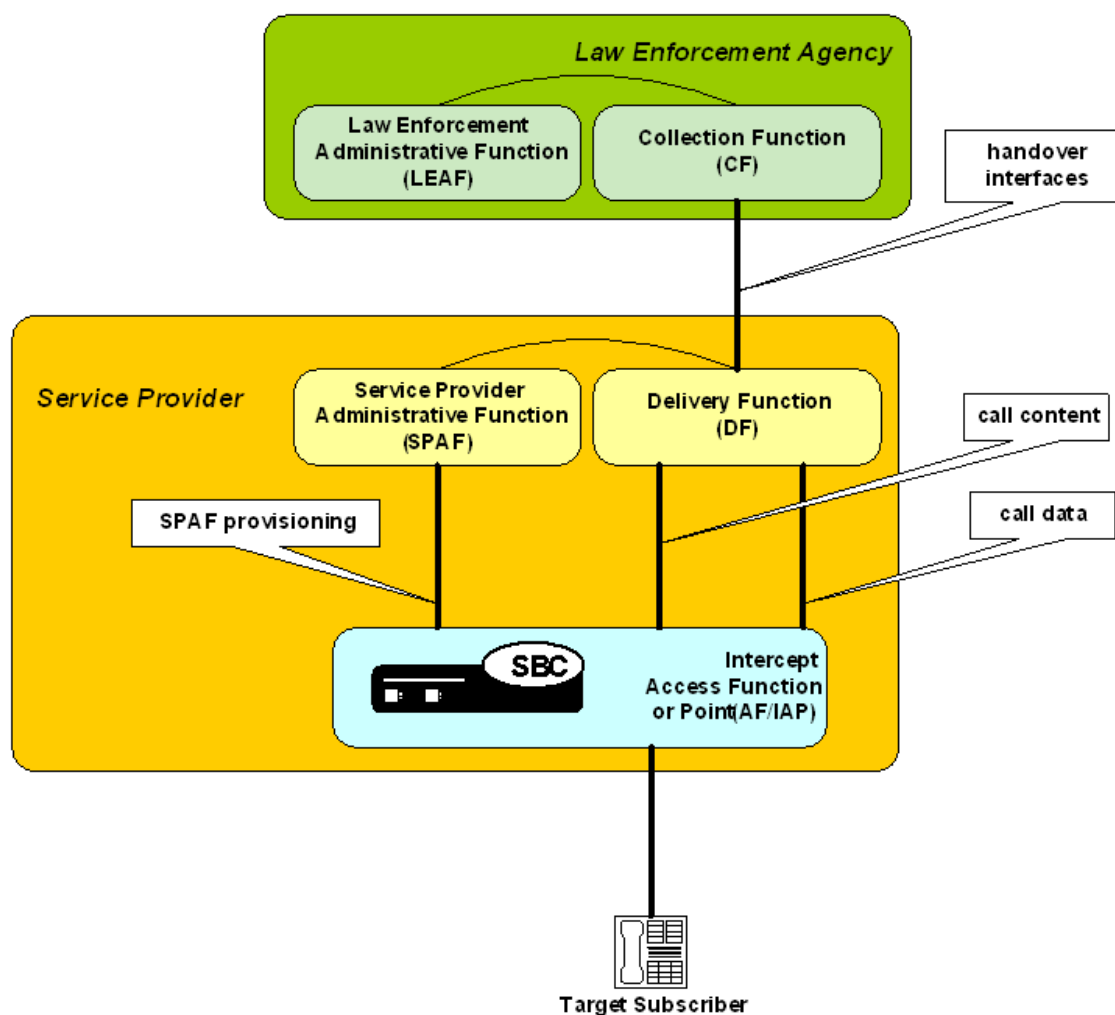 Law Enforcement Agency
Law Enforcement
Administrative Function
(LEAF)
Collection Function
(CF)
handover
interfaces
Service Provider
Service Provider
Administrative Function
(SPAF)
Delivery Function
(DF)
call content
SPAF provisioning
call data
SBC
Intercept
Access Function
or Point(AF/IAP)
Target Subscriber